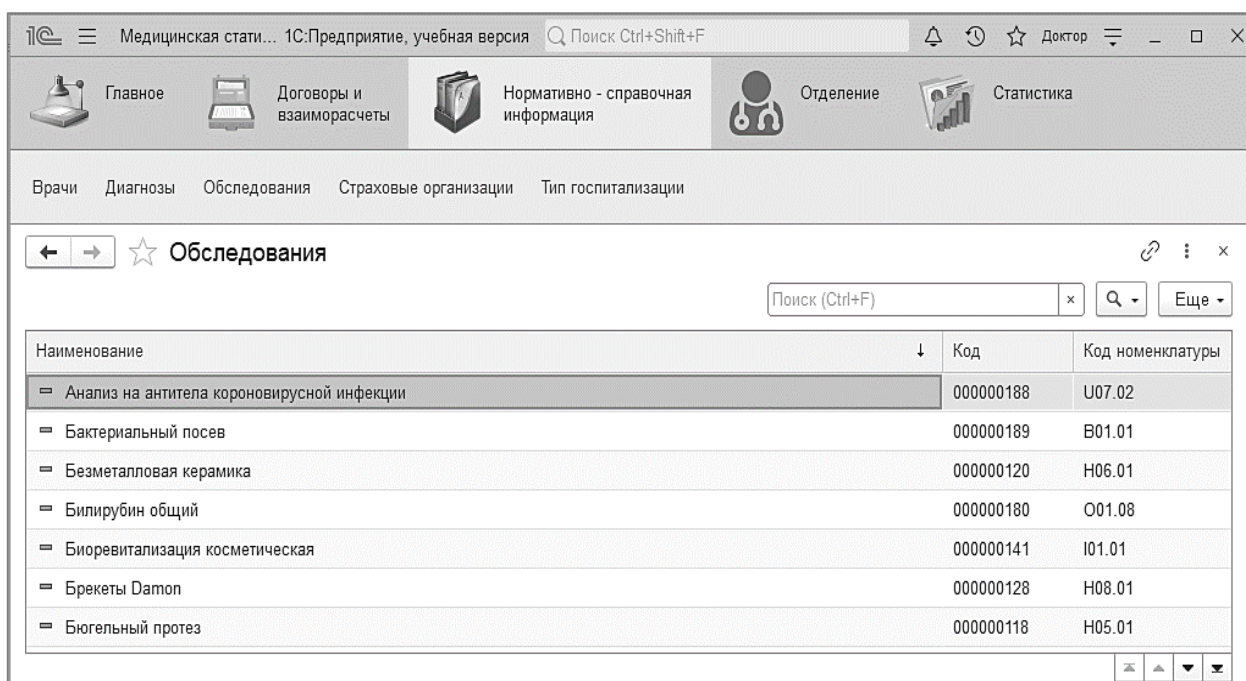 1С Медицинская стати... 1С:Предприятие, учебная версия Поиск Ctrl+Shift+F Доктор
Главное Договоры и взаиморасчеты Нормативно - справочная информация Отделение Статистика
Врачи Диагнозы Обследования Страховые организации Тип госпитализации
Обследования
Поиск (Ctrl+F) Еще
Наименование Код Код номенклатуры
Анализ на антитела короновирусной инфекции 000000188 U07.02
Бактериальный посев 000000189 B01.01
Безметалловая керамика 000000120 H06.01
Билирубин общий 000000180 O01.08
Биоревитализация косметическая 000000141 I01.01
Брекеты Damon 000000128 H08.01
Бюгельный протез 000000118 H05.01